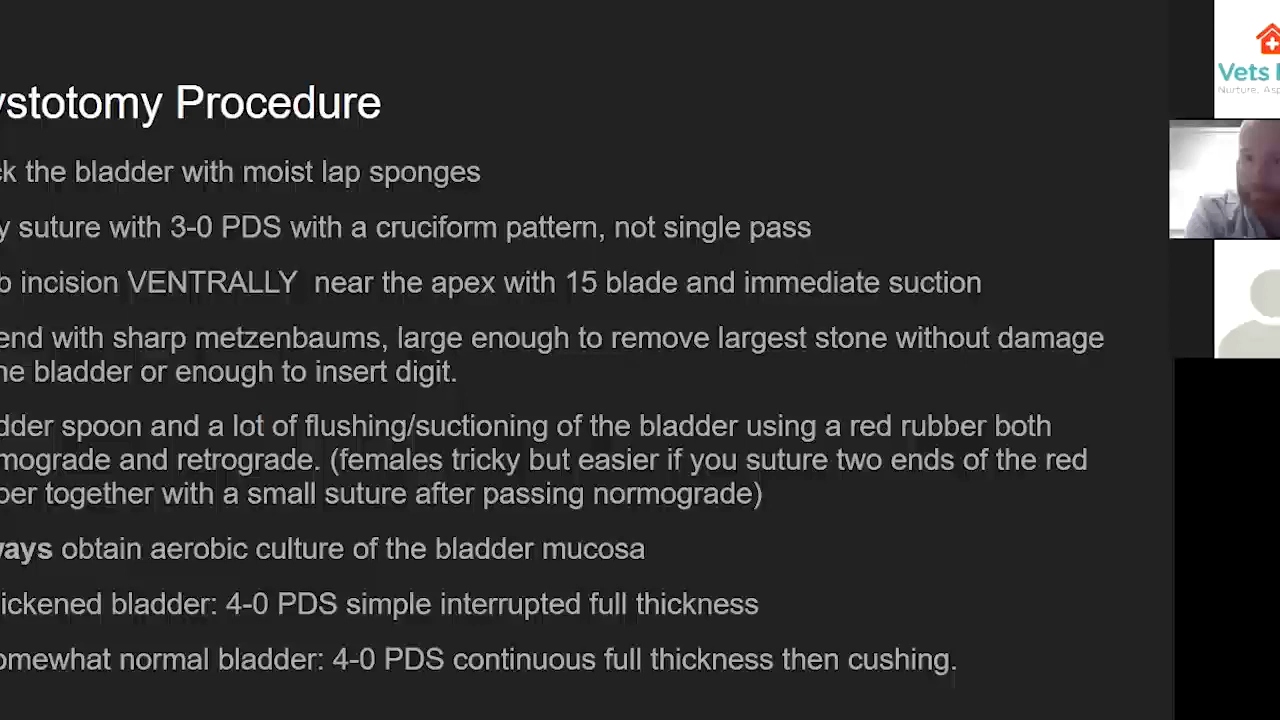 ystotomy Procedure
ck the bladder with moist lap sponges
y suture with 3-0 PDS with a cruciform pattern, not single pass
b incision VENTRALLY near the apex with 15 blade and immediate suction
end with sharp metzenbaums, large enough to remove largest stone without damage
ne bladder or enough to insert digit.
dder spoon and a lot of flushing/suctioning of the bladder using a red rubber both
mograde and retrograde. (females tricky but easier if you suture two ends of the red
ber together with a small suture after passing normograde)
ways obtain aerobic culture of the bladder mucosa
ickened bladder: 4-0 PDS simple interrupted full thickness
omewhat normal bladder: 4-0 PDS continuous full thickness then cushing.
Vets
Nurture, Asp